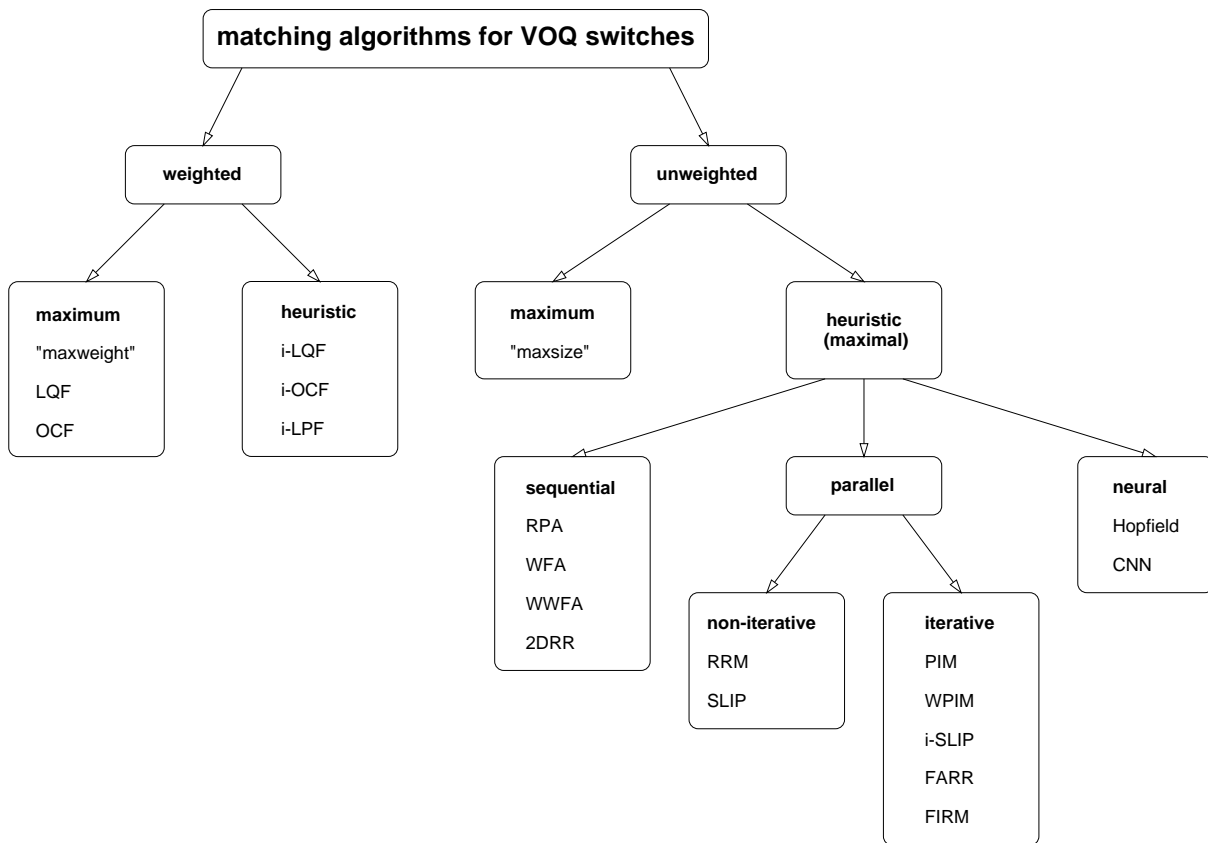 matching algorithms for VOQ switches
weighted
unweighted
maximum
"maxweight"
LQF
OCF
heuristic
i-LQF
i-OCF
i-LPF
maximum
"maxsize"
heuristic
(maximal)
sequential
RPA
WFA
WWFA
2DRR
parallel
neural
Hopfield
CNN
non-iterative
RRM
SLIP
iterative
PIM
WPIM
i-SLIP
FARR
FIRM